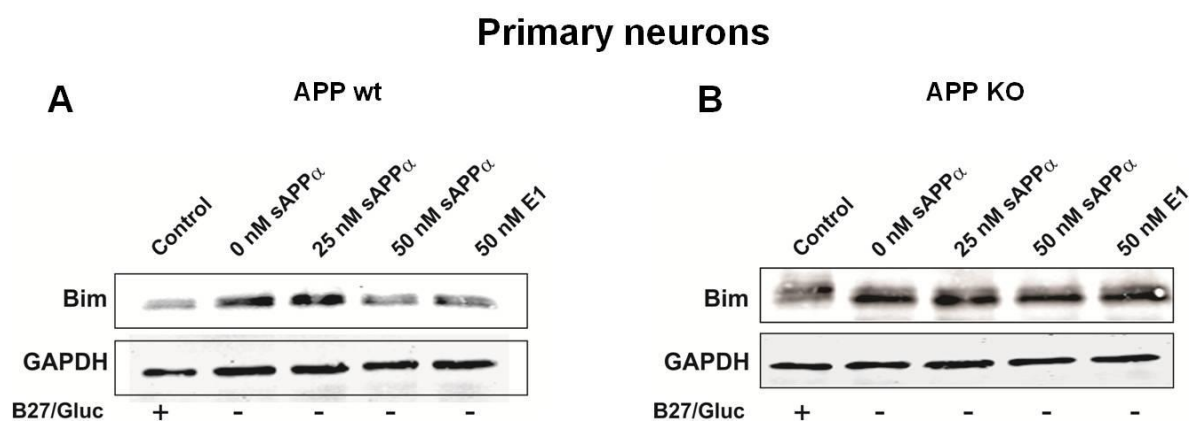 Primary neurons
A APP wt
Control 0 nM sAPPα 25 nM sAPPα 50 nM sAPPα 50 nM E1
Bim
GAPDH
B27/Gluc + - - - -
B APP KO
Control 0 nM sAPPα 25 nM sAPPα 50 nM sAPPα 50 nM E1
Bim
GAPDH
B27/Gluc + - - - -